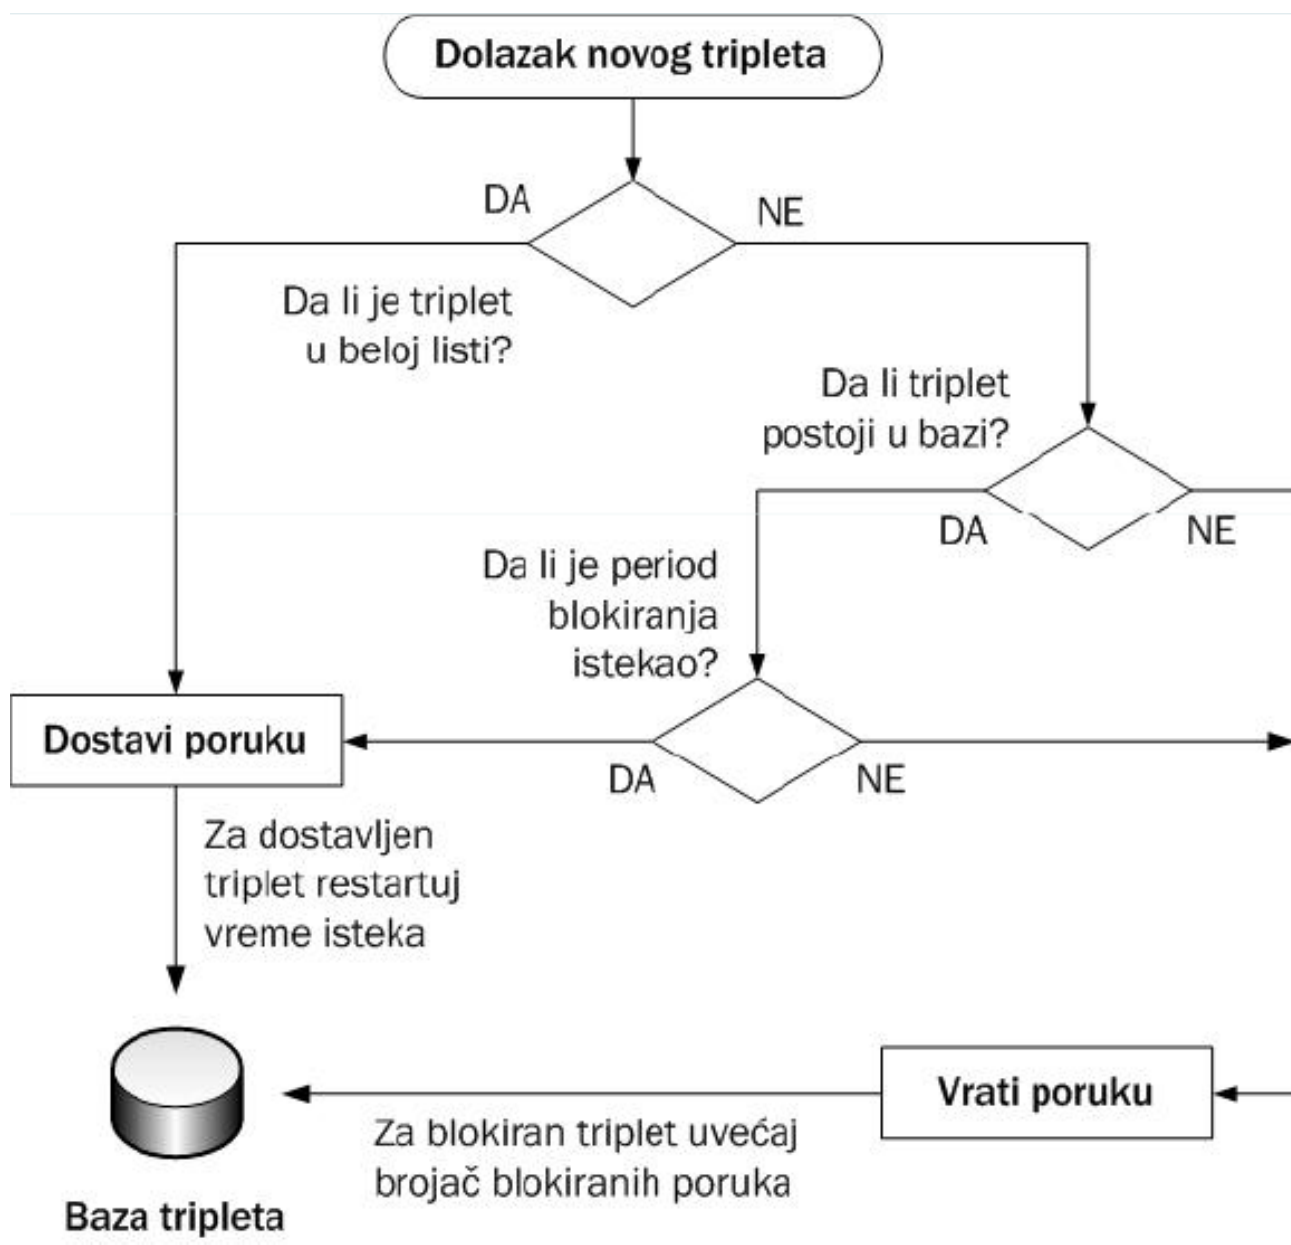 Dolazak novog tripleta
DA
NE
Da li je triplet
u beloj listi?
Da li triplet
postoji u bazi?
DA
NE
Da li je period
blokiranja
istekao?
Dostavi poruku
DA
NE
Za dostavljen
triplet restartuj
vreme isteka
Vrati poruku
Za blokiran triplet uvećaj
brojač blokiranih poruka
Baza tripleta